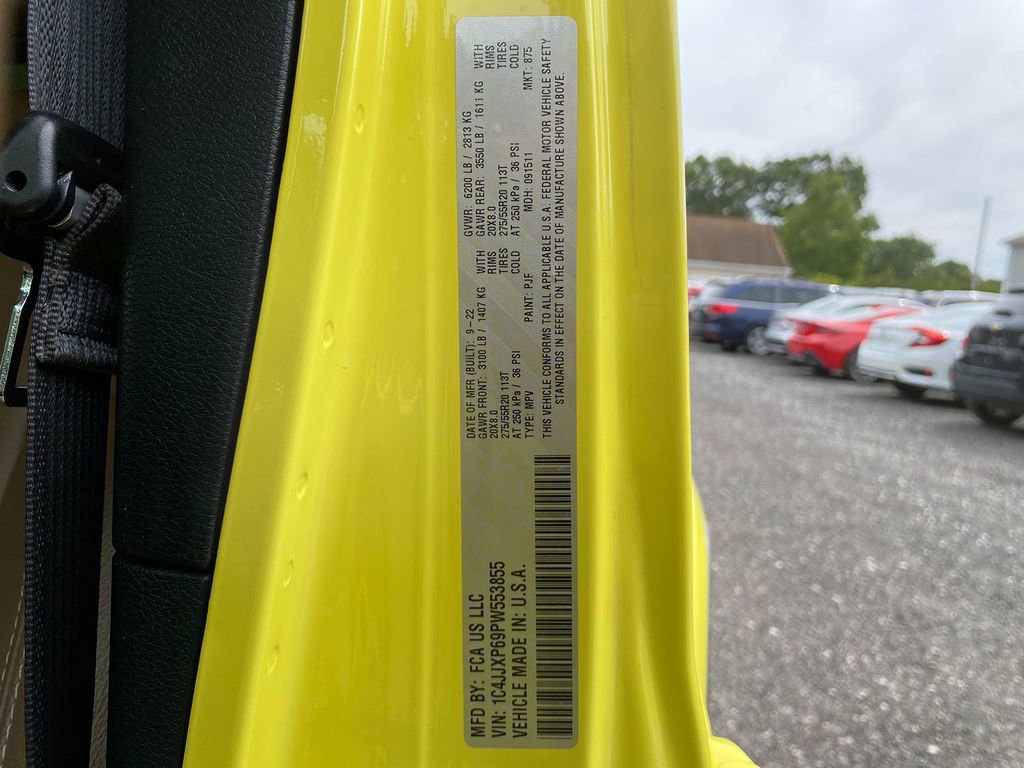 MFD BY: FCA US LLC
VIN: 1C4JJXP69PW553855
VEHICLE MADE IN: U.S.A.
DATE OF MFR (BUILT): 9-22 GVWR: 6200 LB / 2813 KG
GAWR FRONT: 3100 LB / 1407 KG WITH GAWR REAR: 3550 LB / 1611 KG WITH
20X8.0 RIMS 20X8.0 RIMS
275/55R20 113T TIRES 275/55R20 113T TIRES
AT 250 kPa / 36 PSI COLD AT 250 kPa / 36 PSI COLD
TYPE: MPV PAINT: PJF MDH: 091511 MKT: 875
THIS VEHICLE CONFORMS TO ALL APPLICABLE U.S.A. FEDERAL MOTOR VEHICLE SAFETY
STANDARDS IN EFFECT ON THE DATE OF MANUFACTURE SHOWN ABOVE.